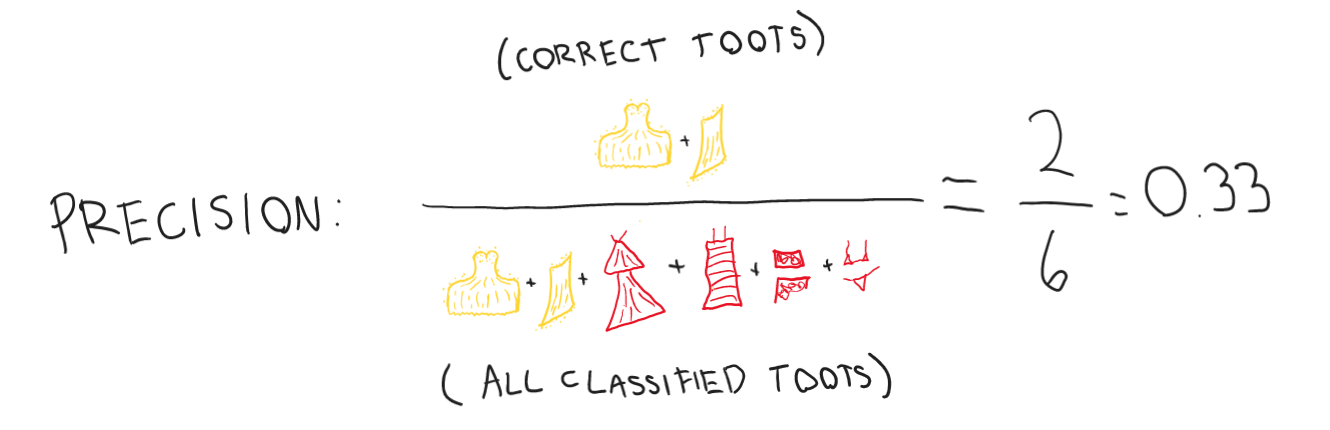 (CORRECT TOOTS)
+
PRECISION: = 2/6 = 0.33
+ + + + +
(ALL CLASSIFIED TOOTS)